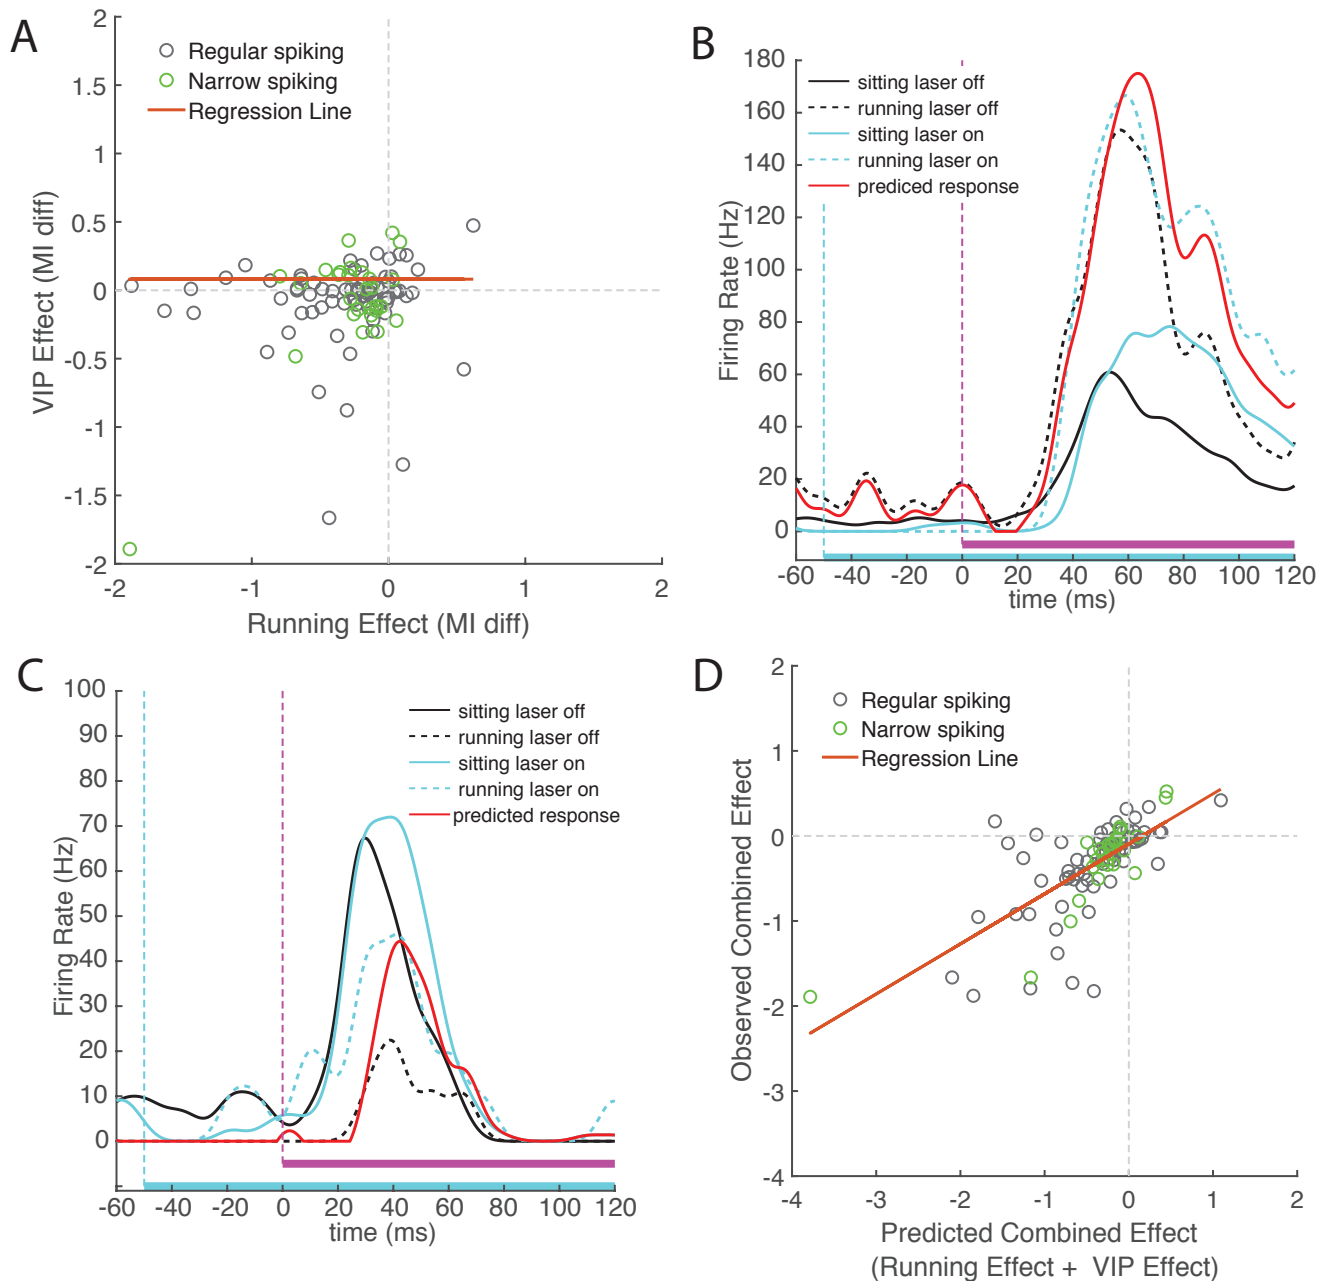 A
Regular spiking
Narrow spiking
Regression Line
2
1.5
1
0.5
0
-0.5
-1
-1.5
-2
-2
-1
0
1
2
VIP Effect (MI diff)
Running Effect (MI diff)
B
sitting laser off
running laser off
sitting laser on
running laser on
prediced response
180
160
140
120
100
80
60
40
20
0
-60
-40
-20
0
20
40
60
80
100
120
Firing Rate (Hz)
time (ms)
C
sitting laser off
running laser off
sitting laser on
running laser on
predicted response
100
90
80
70
60
50
40
30
20
10
0
-60
-40
-20
0
20
40
60
80
100
120
Firing Rate (Hz)
time (ms)
D
Regular spiking
Narrow spiking
Regression Line
2
1
0
-1
-2
-3
-4
-4
-3
-2
-1
0
1
2
Observed Combined Effect
Predicted Combined Effect
(Running Effect + VIP Effect)